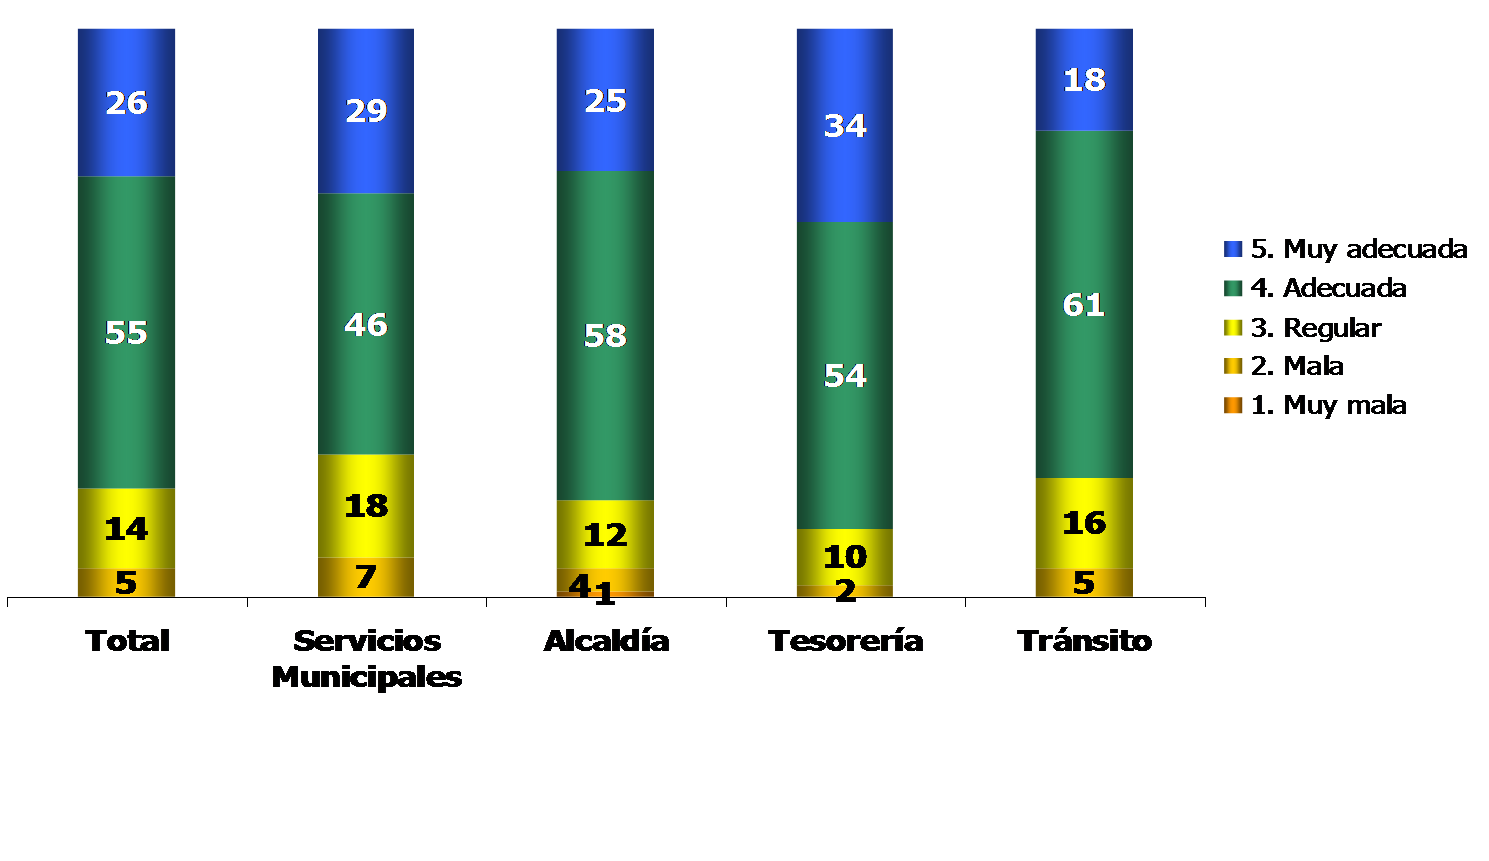 26
29
25
34
18
55
46
58
54
61
14
18
12
10
16
5
7
4
1
2
5
Total
Servicios
Municipales
Alcaldía
Tesorería
Tránsito
5. Muy adecuada
4. Adecuada
3. Regular
2. Mala
1. Muy mala